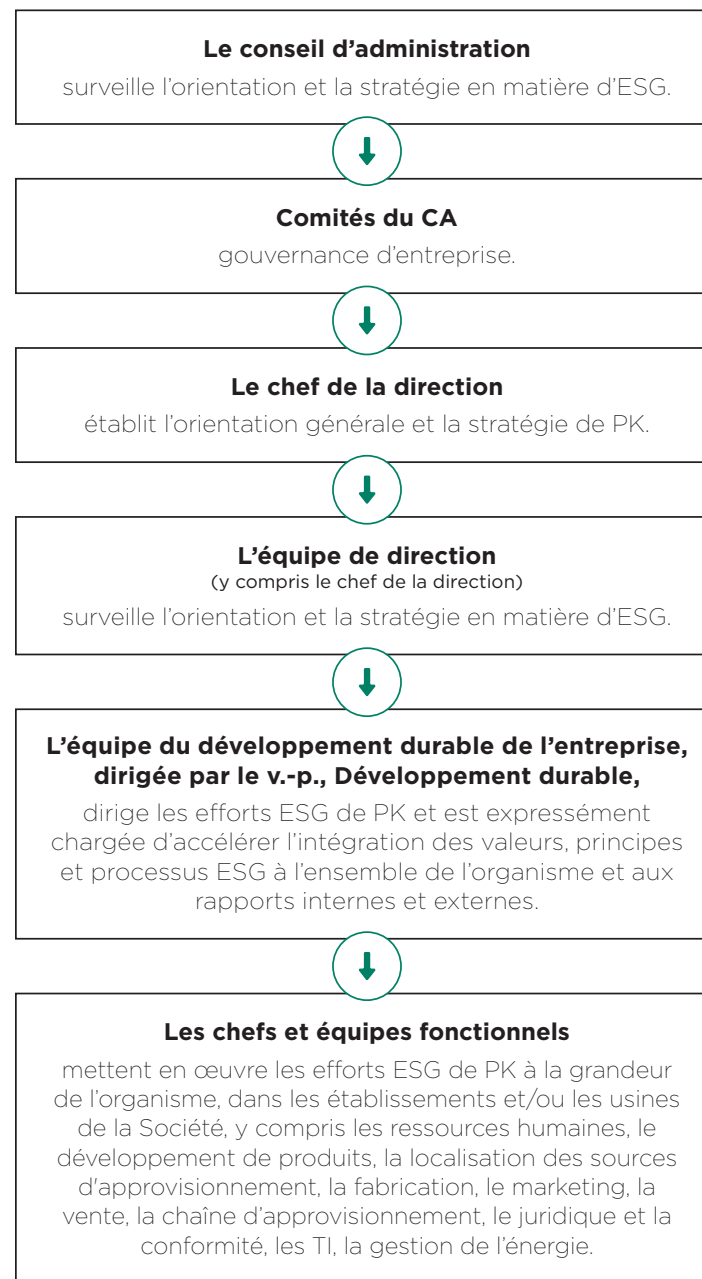 Le conseil d’administration
surveille l’orientation et la stratégie en matière d’ESG.
Comités du CA
gouvernance d’entreprise.
Le chef de la direction
établit l’orientation générale et la stratégie de PK.
L’équipe de direction
(y compris le chef de la direction)
surveille l’orientation et la stratégie en matière d’ESG.
L’équipe du développement durable de l’entreprise,
dirigée par le v.-p., Développement durable,
dirige les efforts ESG de PK et est expressément
chargée d’accélérer l’intégration des valeurs, principes
et processus ESG à l’ensemble de l’organisme et aux
rapports internes et externes.
Les chefs et équipes fonctionnels
mettent en œuvre les efforts ESG de PK à la grandeur
de l’organisme, dans les établissements et/ou les usines
de la Société, y compris les ressources humaines, le
développement de produits, la localisation des sources
d'approvisionnement, la fabrication, le marketing, la
vente, la chaîne d’approvisionnement, le juridique et la
conformité, les TI, la gestion de l’énergie.